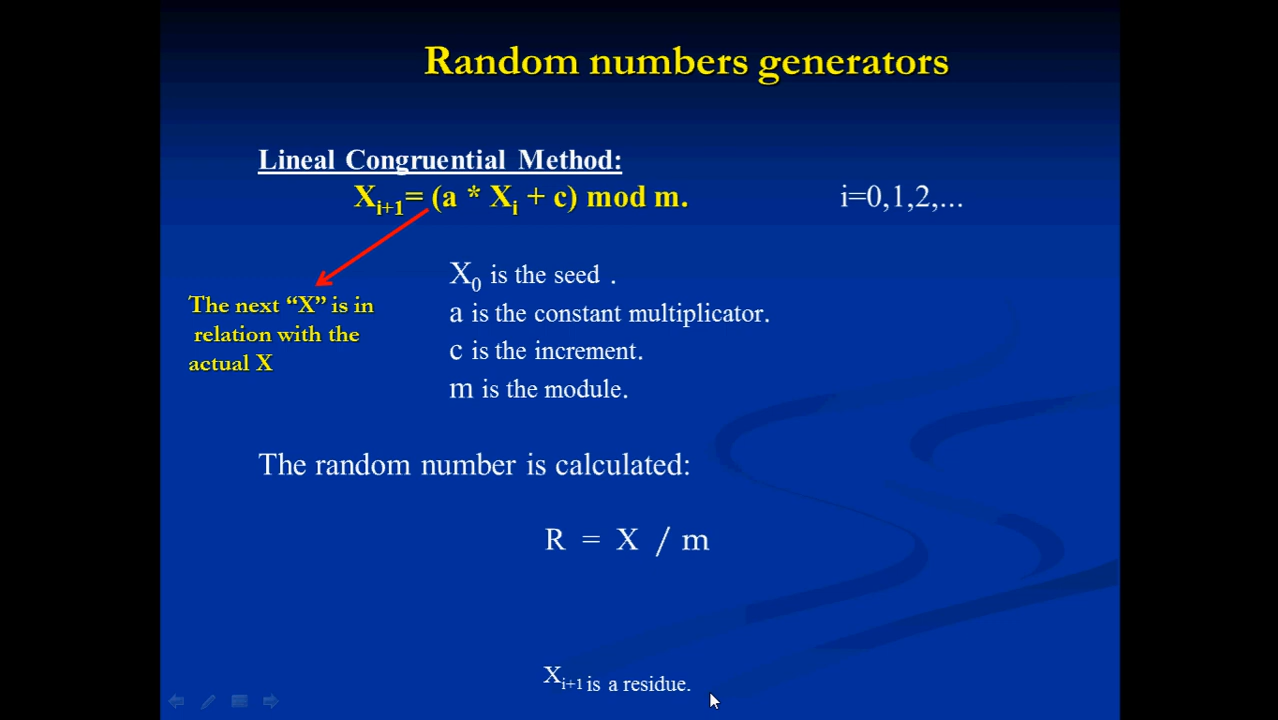 Random numbers generators
Lineal Congruential Method:
Xi+1= (a * Xi + c) mod m. i=0,1,2,...
The next “X” is in
relation with the
actual X
X0 is the seed .
a is the constant multiplicator.
c is the increment.
m is the module.
The random number is calculated:
R = X / m
Xi+1 is a residue.